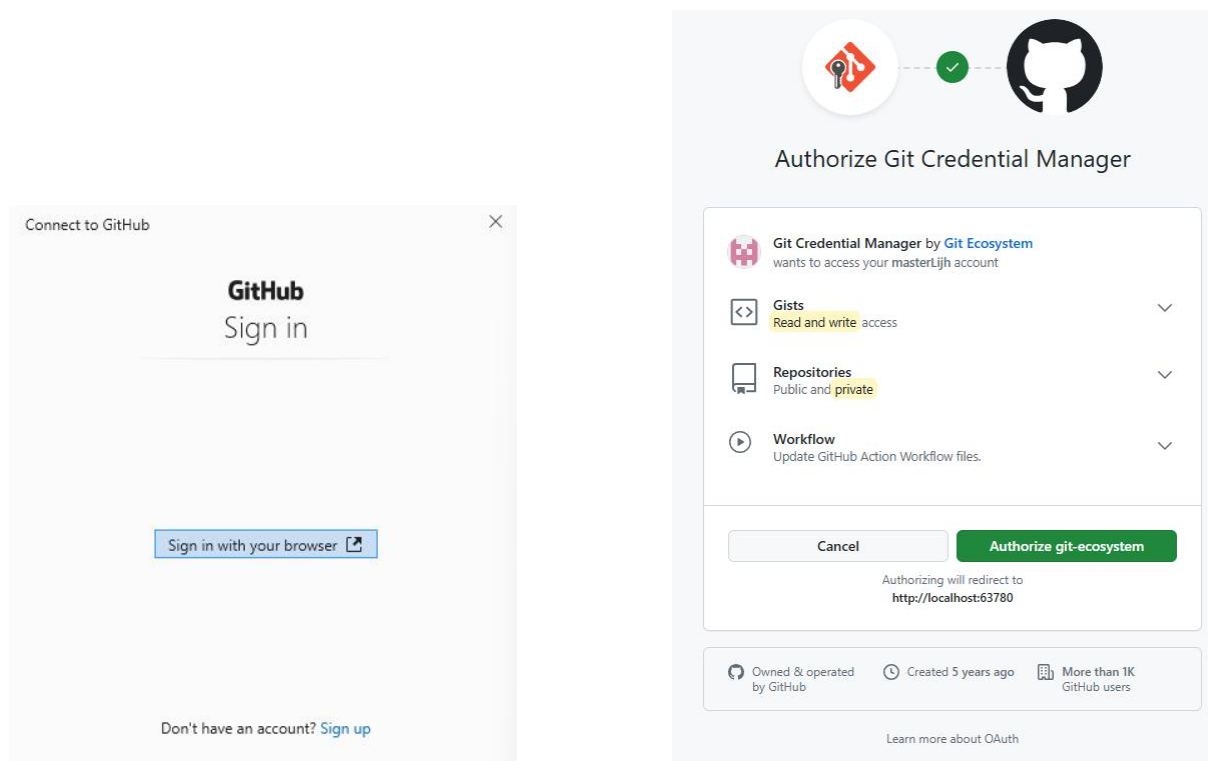 Connect to GitHub
GitHub
Sign in
Sign in with your browser
Don't have an account? Sign up
Authorize Git Credential Manager
Git Credential Manager by Git Ecosystem
wants to access your masterLijh account
Gists
Read and write access
Repositories
Public and private
Workflow
Update GitHub Action Workflow files.
Cancel
Authorize git-ecosystem
Authorizing will redirect to
http://localhost:63780
Owned & operated
by GitHub
Created 5 years ago
More than 1K
GitHub users
Learn more about OAuth